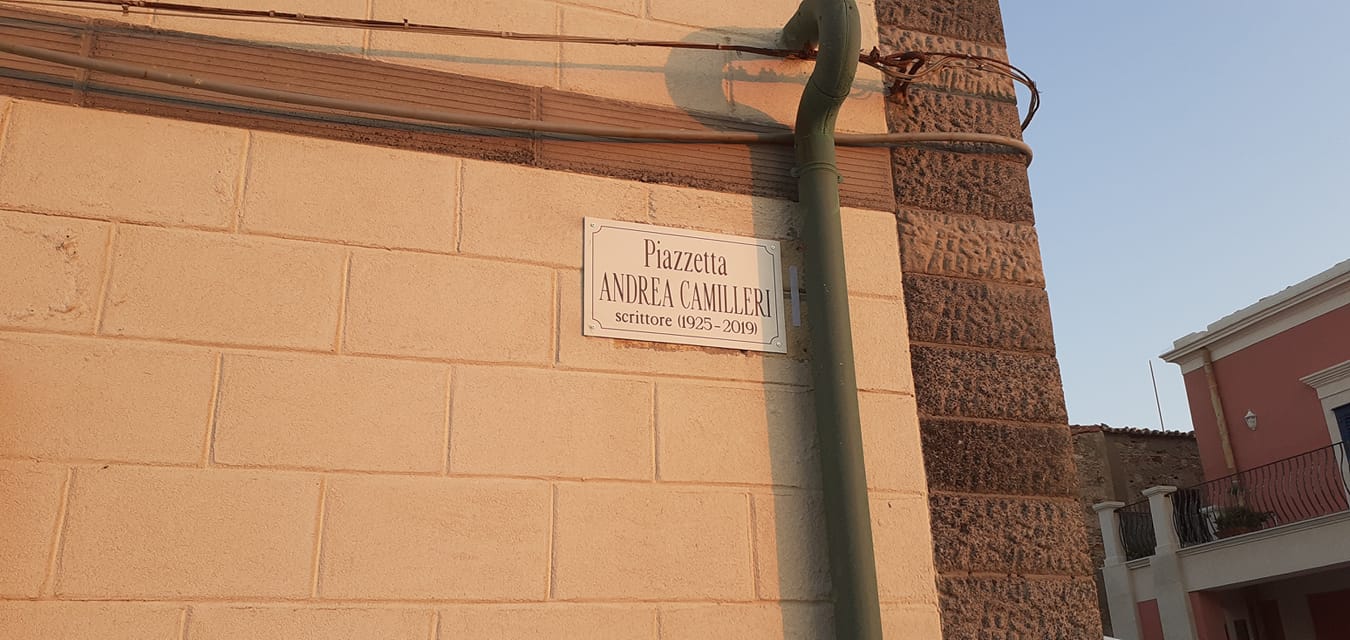 Piazzetta
ANDREA CAMILLERI
scrittore (1925-2019)